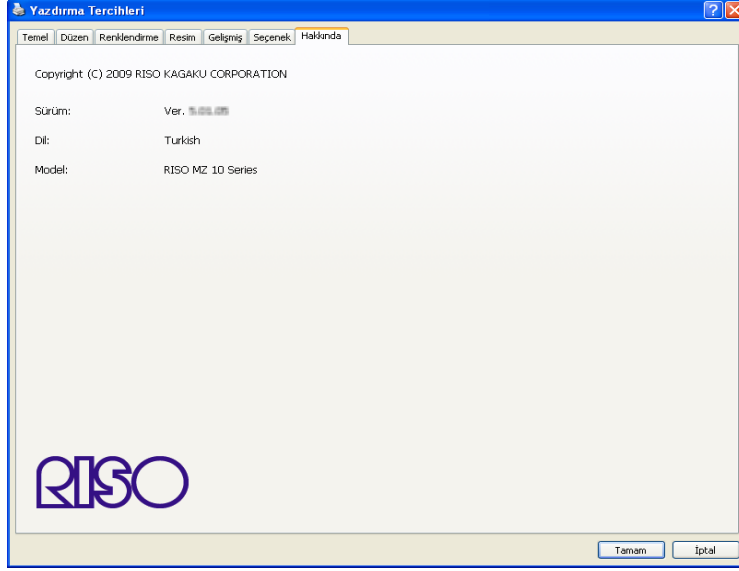 Yazdırma Tercihleri
Temel Düzen Renklendirme Resim Gelişmiş Seçenek Hakkında
Copyright (C) 2009 RISO KAGAKU CORPORATION
Sürüm: Ver.
Dil: Turkish
Model: RISO MZ 10 Series
RISO
Tamam İptal